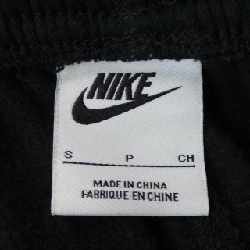 NIKE
S P CH
MADE IN CHINA
FABRIQUE EN CHINE